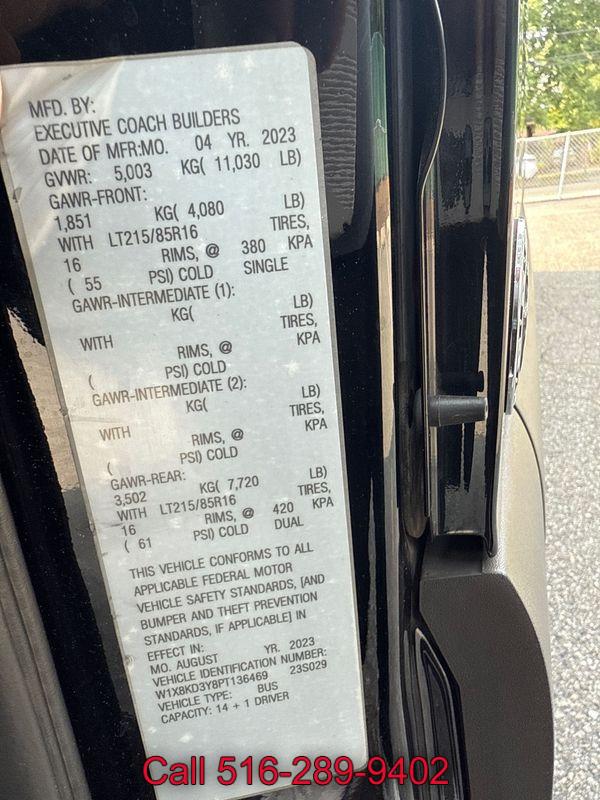 MFD. BY:
EXECUTIVE COACH BUILDERS
DATE OF MFR:MO. 04 YR. 2023
GVWR: 5,003 KG( 11,030 LB)
GAWR-FRONT:
1,851 KG( 4,080 LB)
WITH LT215/85R16 TIRES,
16 RIMS, @ 380 KPA
( 55 PSI) COLD SINGLE
GAWR-INTERMEDIATE (1):
KG( LB)
WITH TIRES,
RIMS, @ KPA
( PSI) COLD
GAWR-INTERMEDIATE (2):
KG( LB)
WITH TIRES,
RIMS, @ KPA
( PSI) COLD
GAWR-REAR:
3,502 KG( 7,720 LB)
WITH LT215/85R16 TIRES,
16 RIMS, @ 420 KPA
( 61 PSI) COLD DUAL
THIS VEHICLE CONFORMS TO ALL
APPLICABLE FEDERAL MOTOR
VEHICLE SAFETY STANDARDS, [AND
BUMPER AND THEFT PREVENTION
STANDARDS, IF APPLICABLE] IN
EFFECT IN:
MO. AUGUST YR. 2023
VEHICLE IDENTIFICATION NUMBER:
W1X8KD3Y8PT136469 23S029
VEHICLE TYPE: BUS
CAPACITY: 14 + 1 DRIVER
Call 516-289-9402